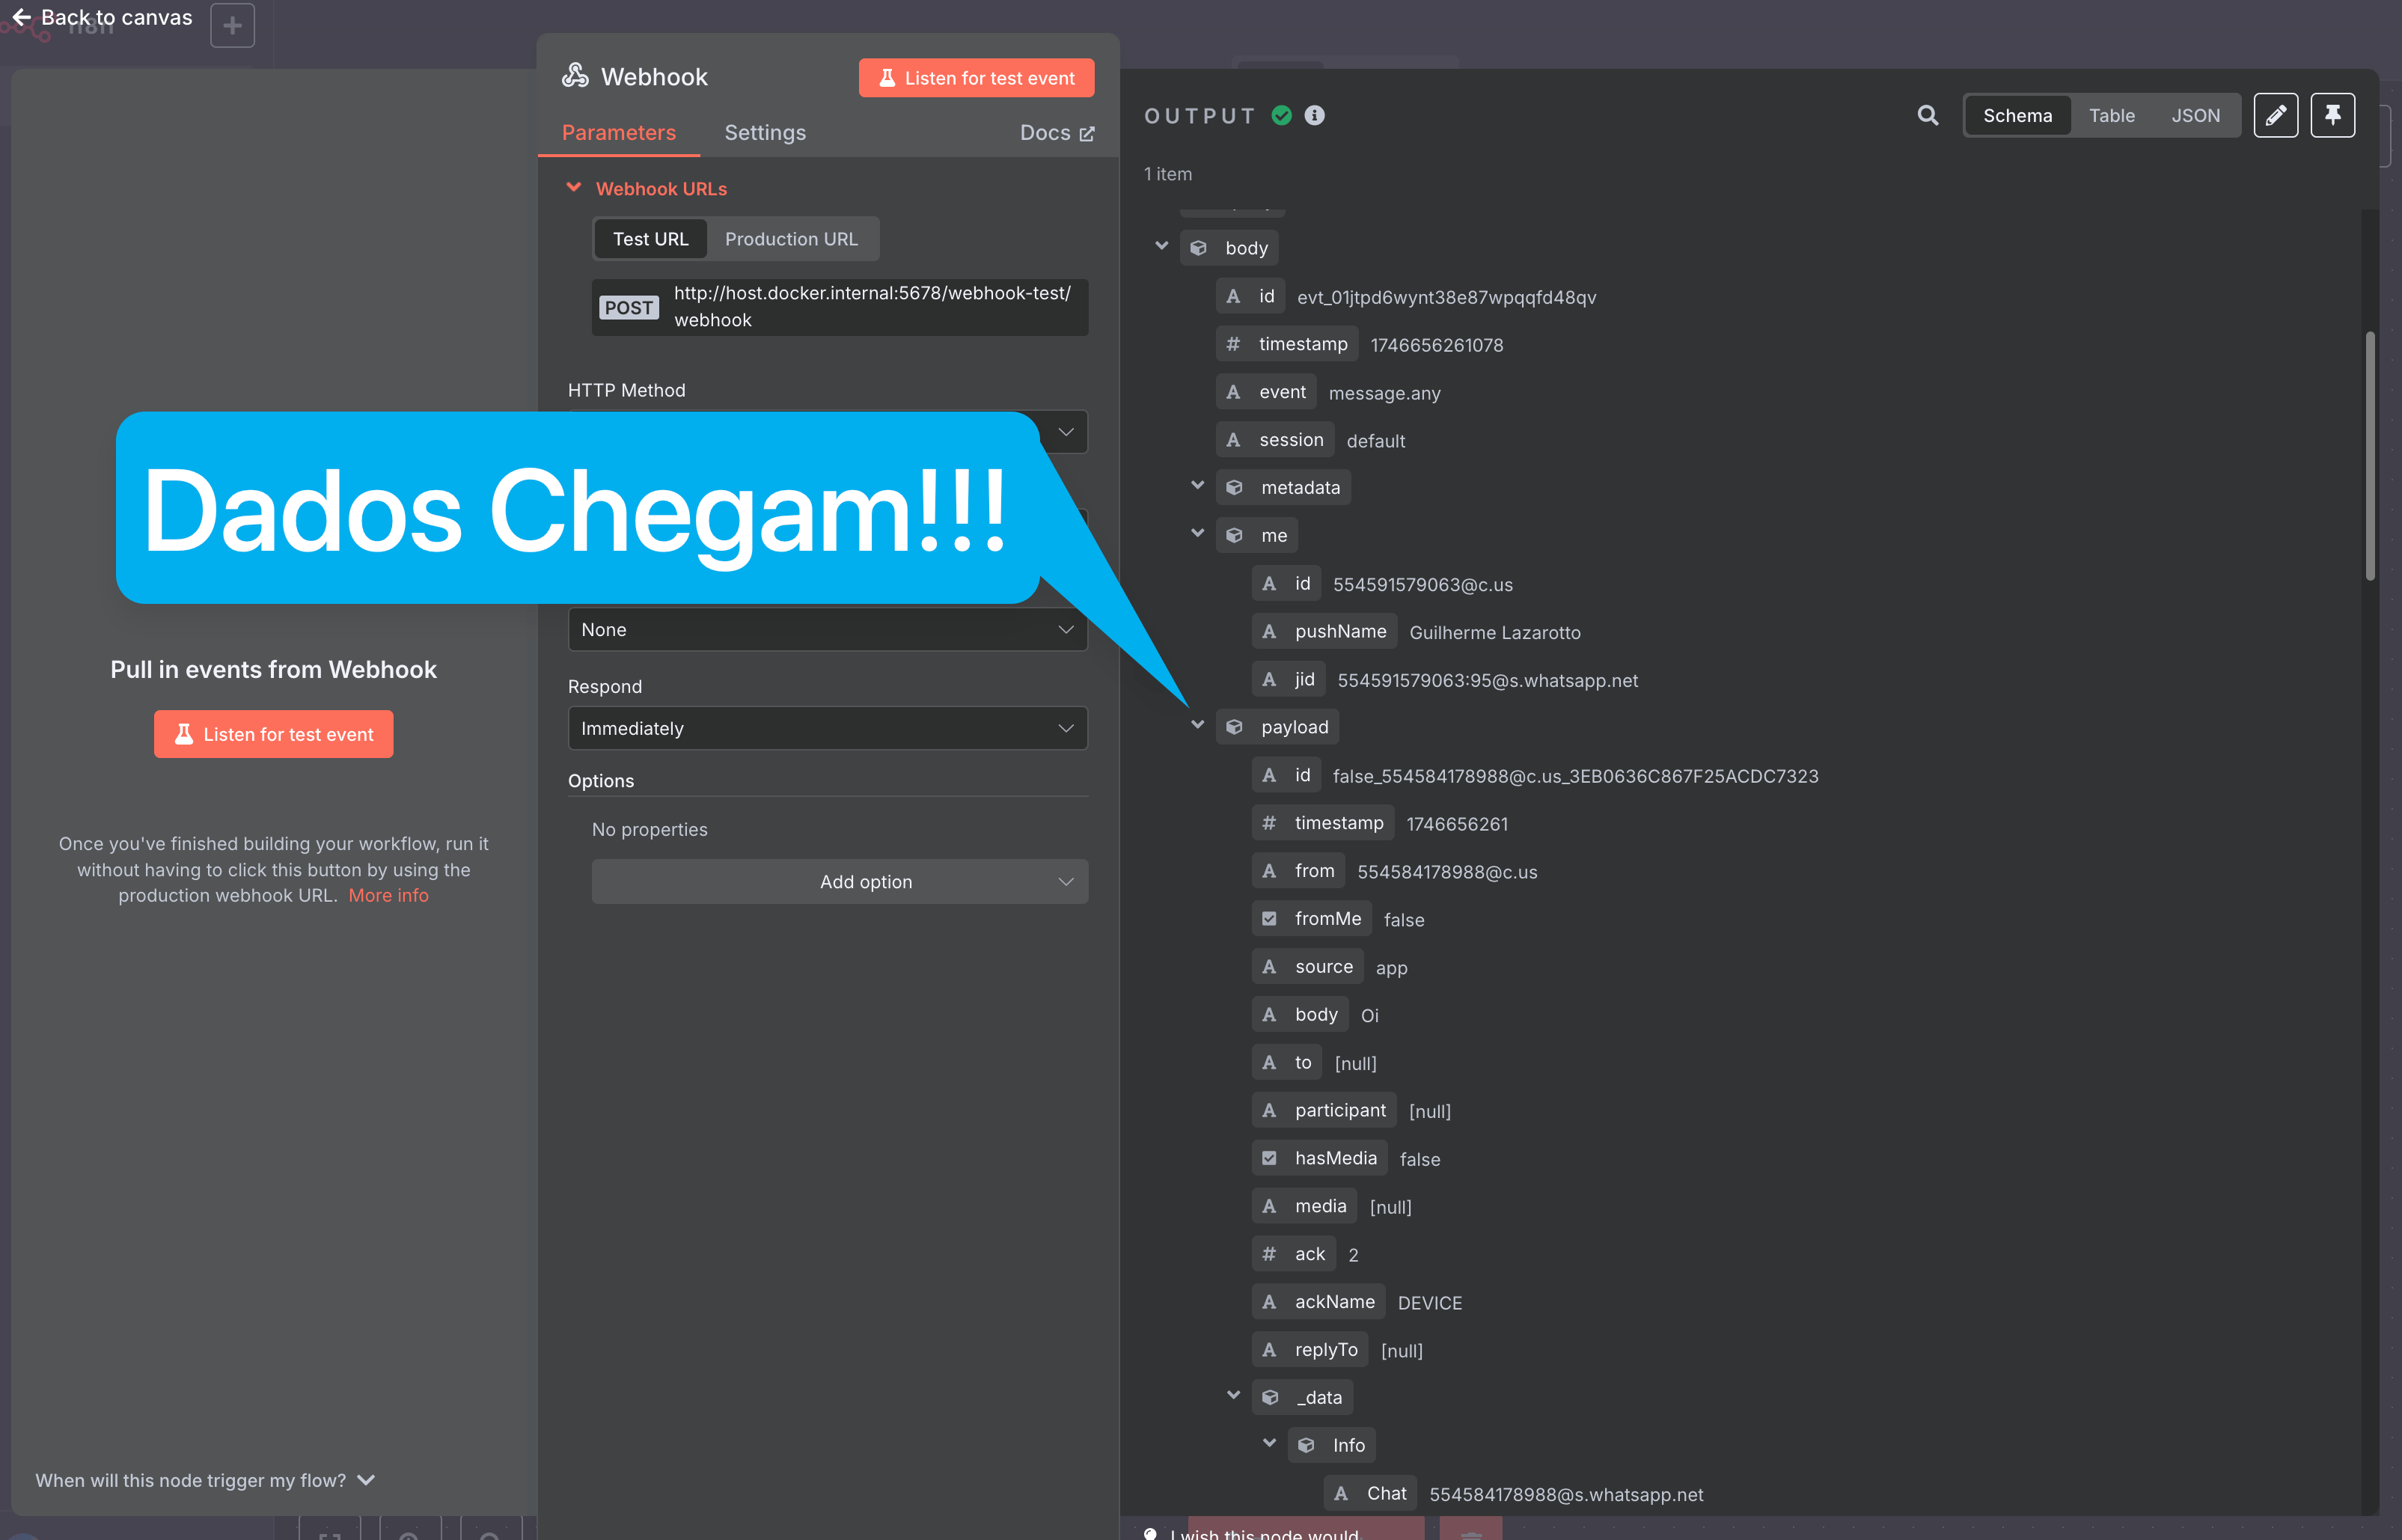 Back to canvas
n8n
Webhook
Listen for test event
Parameters
Settings
Docs
Webhook URLs
Test URL
Production URL
POST
http://host.docker.internal:5678/webhook-test/
webhook
HTTP Method
Dados Chegam!!!
None
Respond
Immediately
Options
No properties
Add option
Pull in events from Webhook
Listen for test event
Once you've finished building your workflow, run it
without having to click this button by using the
production webhook URL. More info
When will this node trigger my flow?
OUTPUT
Schema
Table
JSON
1 item
body
id evt_01jtpd6wynt38e87wpqqfd48qv
timestamp 1746656261078
event message.any
session default
metadata
me
id 554591579063@c.us
pushName Guilherme Lazarotto
jid 554591579063:95@s.whatsapp.net
payload
id false_554584178988@c.us_3EB0636C867F25ACDC7323
timestamp 1746656261
from 554584178988@c.us
fromMe false
source app
body Oi
to [null]
participant [null]
hasMedia false
media [null]
ack 2
ackName DEVICE
replyTo [null]
_data
Info
Chat 554584178988@s.whatsapp.net
I wish this node would